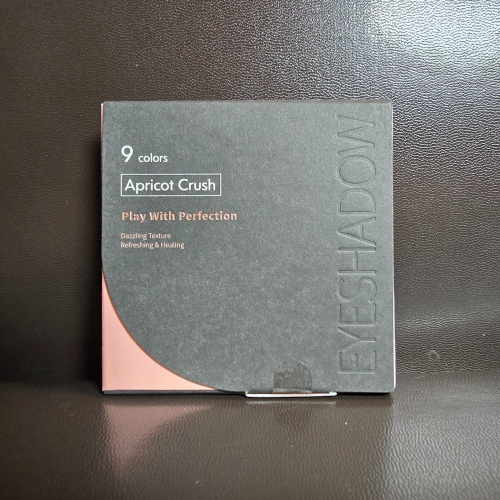 9 colors
Apricot Crush
Play With Perfection
Dazzling Texture
Refreshing & Healing
EYESHADOW